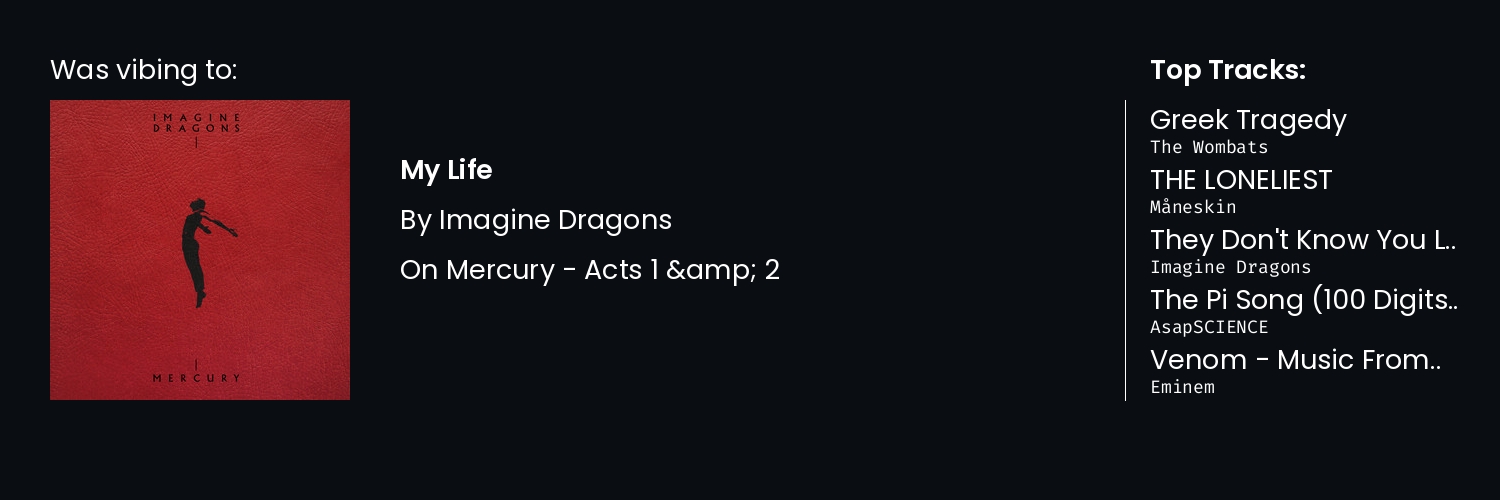 Was vibing to:
IMAGINE
DRAGONS
MERCURY
My Life
By Imagine Dragons
On Mercury - Acts 1 &amp; 2
Top Tracks:
Greek Tragedy
The Wombats
THE LONELIEST
Måneskin
They Don't Know You L..
Imagine Dragons
The Pi Song (100 Digits..
AsapSCIENCE
Venom - Music From..
Eminem